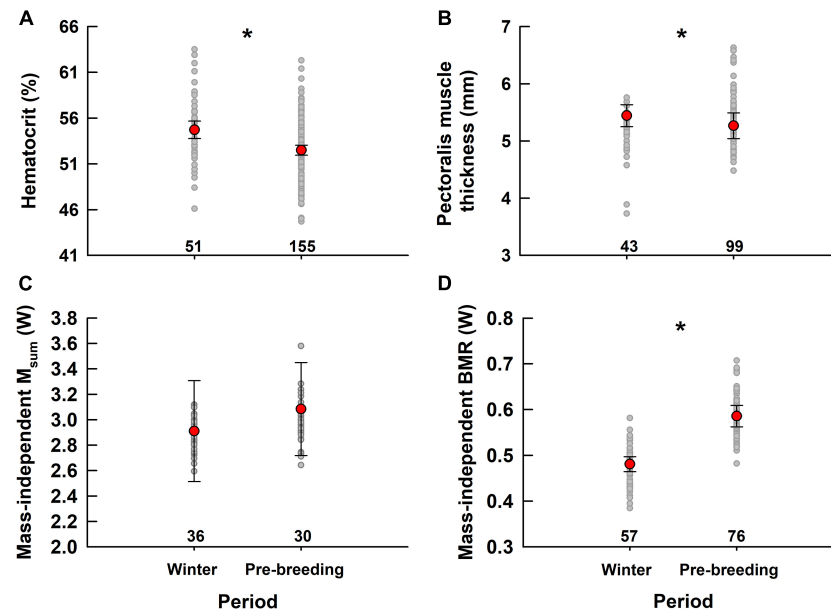 A
66
61
56
51
46
41
Hematocrit (%)
*
51
155
B
7
6
5
4
3
Pectoralis muscle
thickness (mm)
*
43
99
C
3.8
3.6
3.4
3.2
3.0
2.8
2.6
2.4
2.2
2.0
Mass-independent Msum (W)
36
30
Winter
Pre-breeding
Period
D
0.8
0.7
0.6
0.5
0.4
0.3
Mass-independent BMR (W)
*
57
76
Winter
Pre-breeding
Period